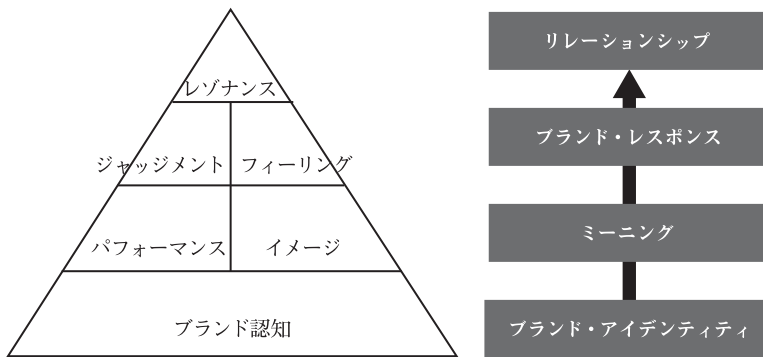 レゾナンス
ジャッジメント
フィーリング
パフォーマンス
イメージ
ブランド認知
リレーションシップ
ブランド・レスポンス
ミーニング
ブランド・アイデンティティ